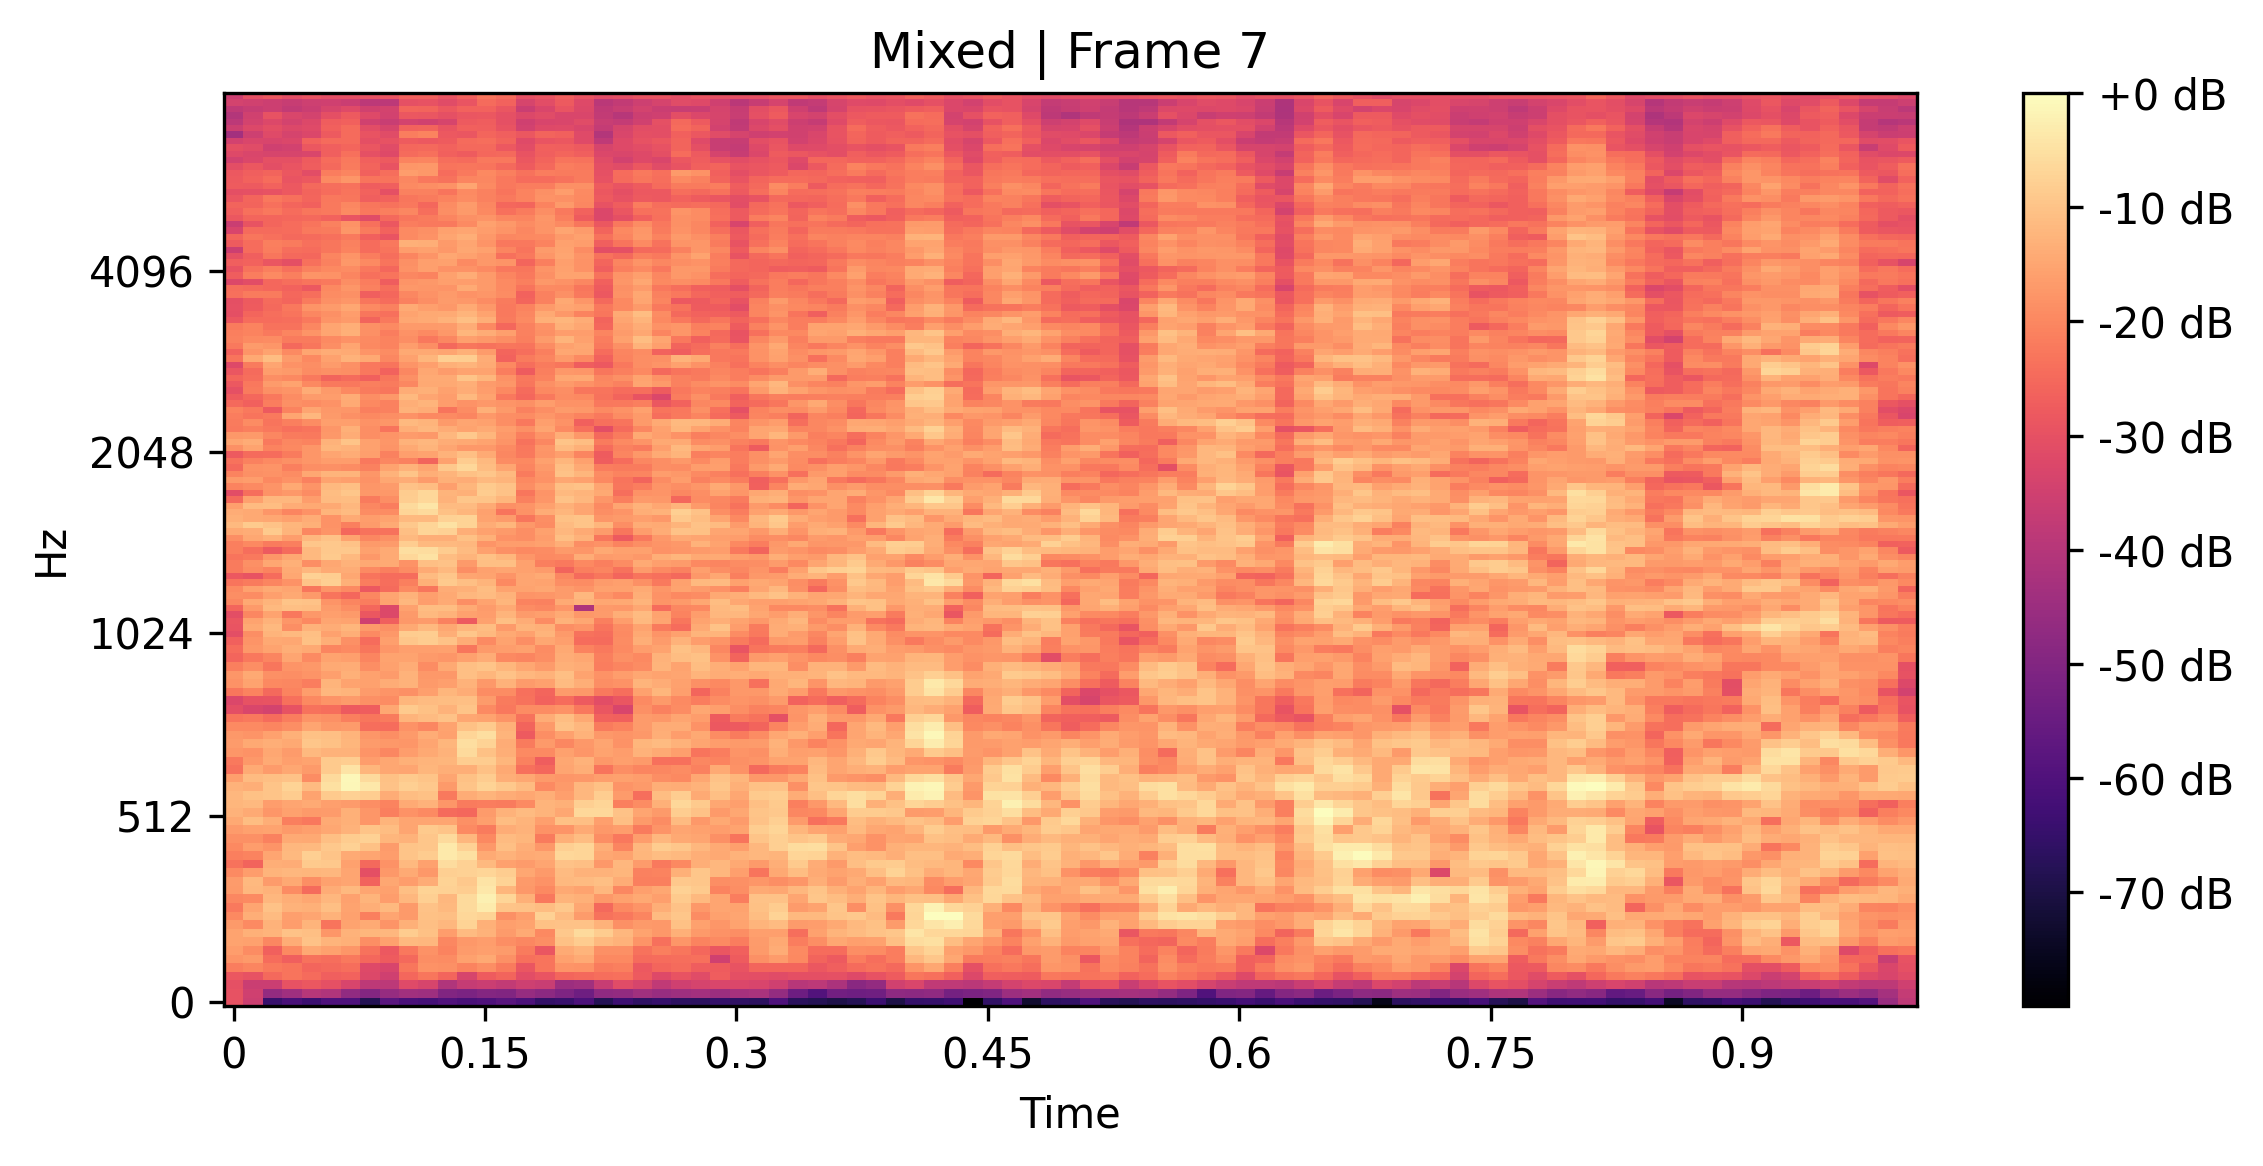 Mixed | Frame 7
+0 dB
-10 dB
-20 dB
-30 dB
-40 dB
-50 dB
-60 dB
-70 dB
4096
2048
1024
512
0
Hz
0 0.15 0.3 0.45 0.6 0.75 0.9
Time